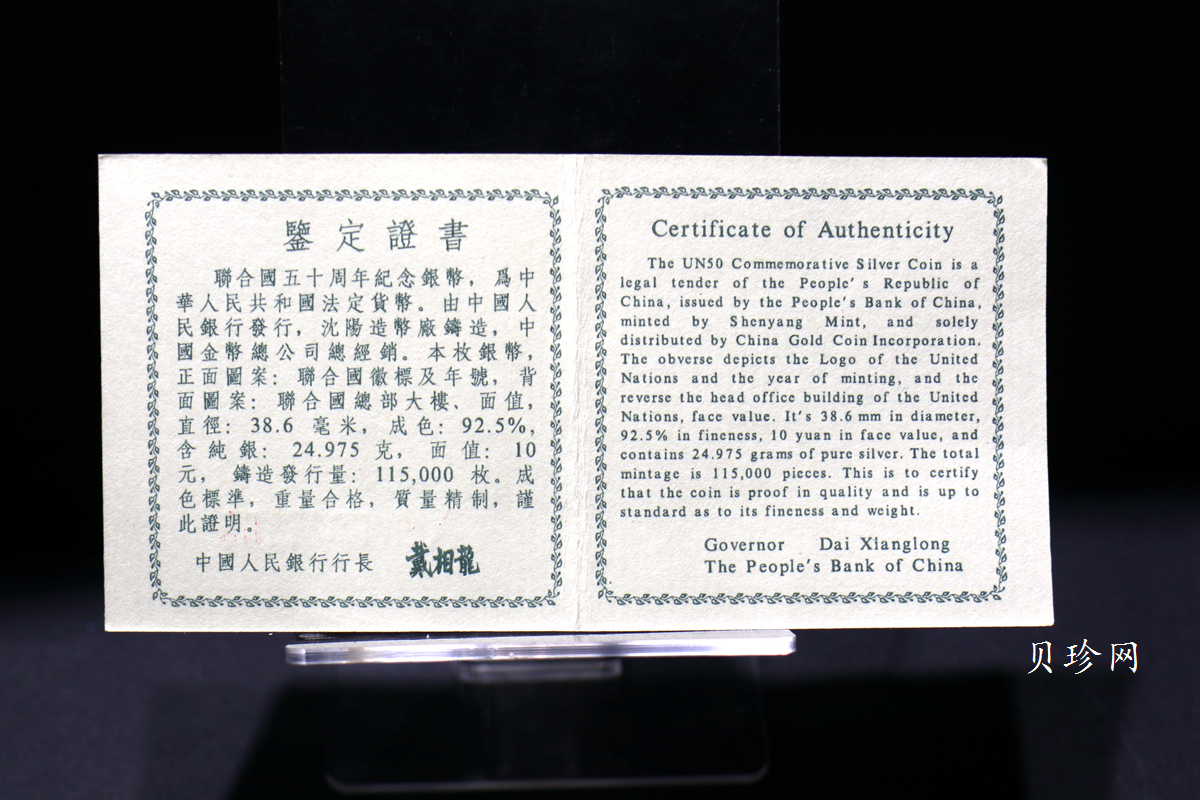 鑒定證書
聯合國五十周年紀念銀幣，爲中
華人民共和國法定貨幣。由中國人
民銀行發行，沈陽造幣廠鑄造，中
國金幣總公司總經銷。本枚銀幣，
正面圖案：聯合國徽標及年號，背
面圖案：聯合國總部大樓、面值，
直徑：38.6 毫米，成色：92.5%，
含純銀：24.975 克，面值：10
元，鑄造發行量：115,000 枚。成
色標準，重量合格，質量精制，謹
此證明。
中國人民銀行行長 戴相龍
Certificate of Authenticity
The UN50 Commemorative Silver Coin is a
legal tender of the People's Republic of
China, issued by the People's Bank of China,
minted by Shenyang Mint, and solely
distributed by China Gold Coin Incorporation.
The obverse depicts the Logo of the United
Nations and the year of minting, and the
reverse the head office building of the United
Nations, face value. It's 38.6 mm in diameter,
92.5% in fineness, 10 yuan in face value, and
contains 24.975 grams of pure silver. The total
mintage is 115,000 pieces. This is to certify
that the coin is proof in quality and is up to
standard as to its fineness and weight.
Governor Dai Xianglong
The People's Bank of China
贝珍网